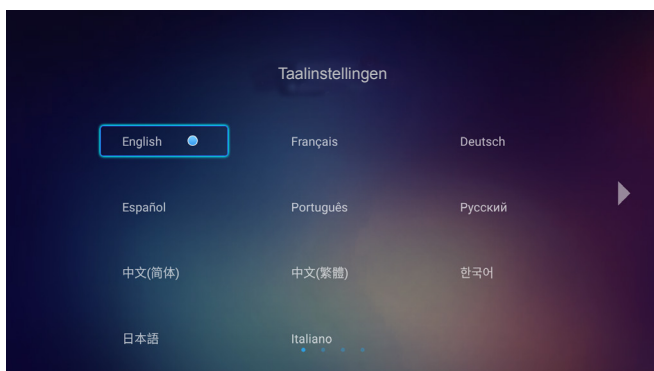 Taalinstellingen
English
Français
Deutsch
Español
Português
Русский
中文(简体)
中文(繁體)
한국어
日本語
Italiano